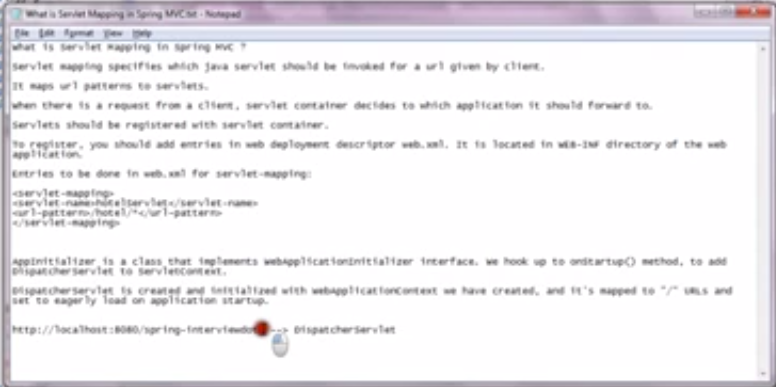 What is Servlet Mapping in Spring MVC.txt - Notepad
File Edit Format View Help
What is Servlet Mapping in Spring MVC ?
Servlet mapping specifies which java servlet should be invoked for a url given by client.
It maps url patterns to servlets.
When there is a request from a client, servlet container decides to which application it should forward to.
Servlets should be registered with servlet container.
To register, you should add entries in web deployment descriptor web.xml. It is located in WEB-INF directory of the web
application.
Entries to be done in web.xml for servlet-mapping:
<servlet-mapping>
<servlet-name>hotelServlet</servlet-name>
<url-pattern>/hotel/*</url-pattern>
</servlet-mapping>
AppInitializer is a class that implements WebApplicationInitializer interface. We hook up to onStartup() method, to add
DispatcherServlet to ServletContext.
DispatcherServlet is created and initialized with WebApplicationContext we have created, and it's mapped to "/" URLs and
set to eagerly load on application startup.
http://localhost:8080/spring-interviewdo --> DispatcherServlet